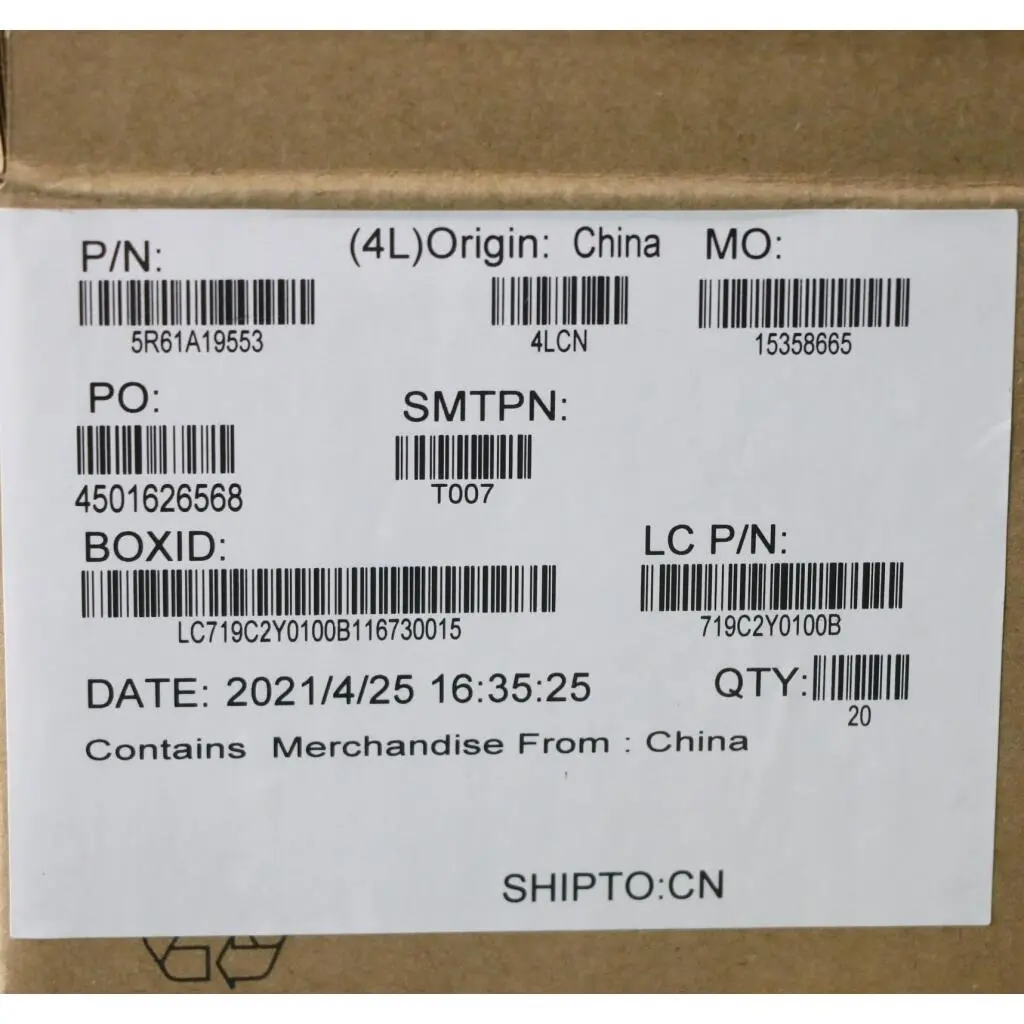 P/N: (4L)Origin: China MO:
5R61A19553 4LCN 15358665
PO: SMTPN:
4501626568 T007
BOXID: LC P/N:
LC719C2Y0100B116730015 719C2Y0100B
DATE: 2021/4/25 16:35:25 QTY:
20
Contains Merchandise From : China
SHIPTO:CN